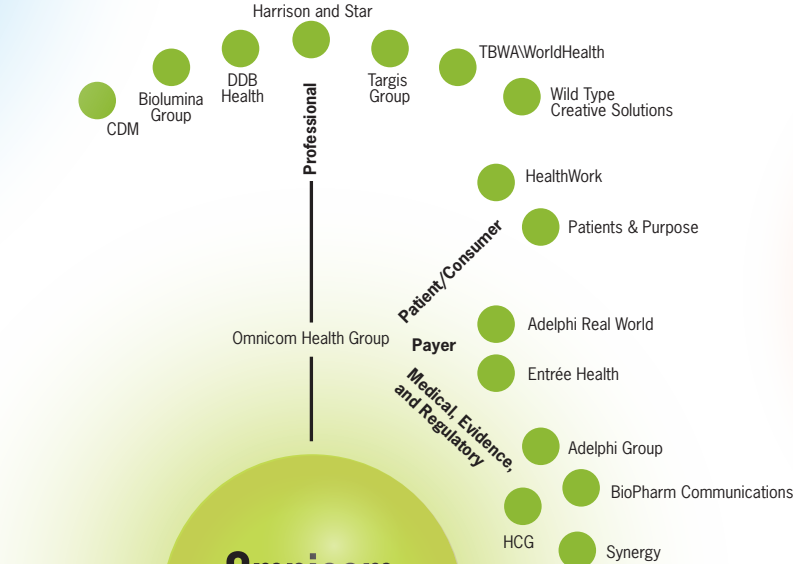 Harrison and Star
TBWA\WorldHealth
DDB
Health
Targis
Group
Biolumina
Group
CDM
Wild Type
Creative Solutions
Professional
HealthWork
Patients & Purpose
Patient/Consumer
Omnicom Health Group
Payer
Adelphi Real World
Entrée Health
Medical, Evidence,
and Regulatory
Adelphi Group
BioPharm Communications
HCG
Synergy
Omnicom